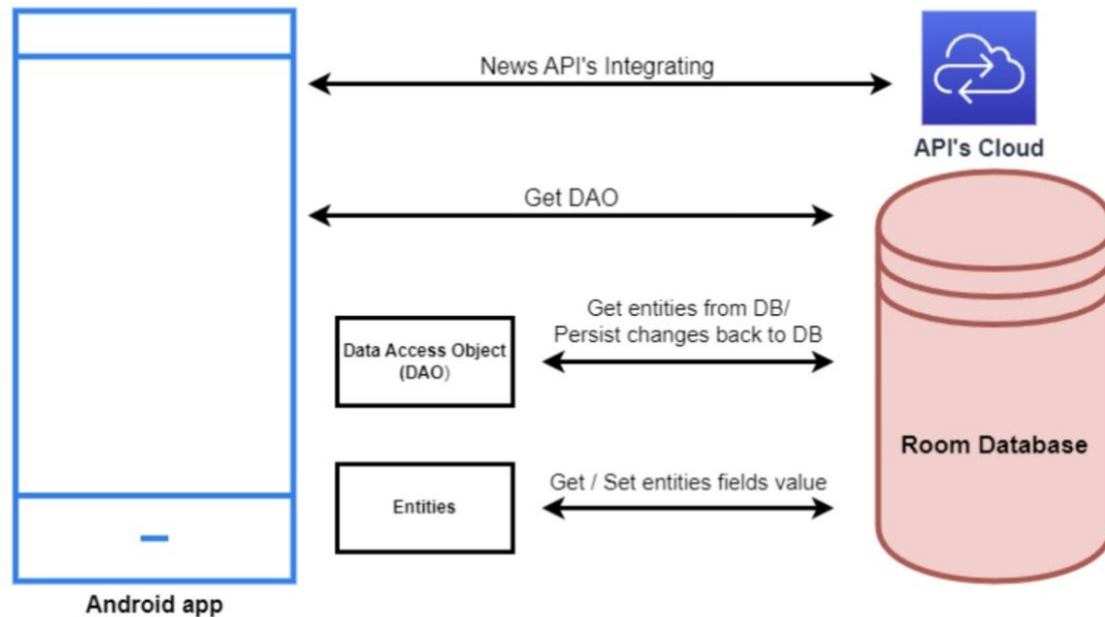 News API's Integrating
API's Cloud
Get DAO
Get entities from DB/
Persist changes back to DB
Data Access Object
(DAO)
Room Database
Get / Set entities fields value
Entities
Android app